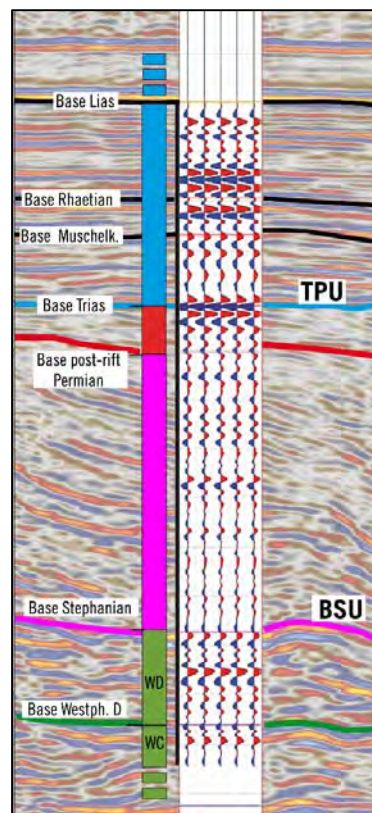 Base Lias
Base Rhaetian
Base Muschelk.
Base Trias
TPU
Base post-rift
Permian
Base Stephanian
BSU
WD
Base Westph. D
WC